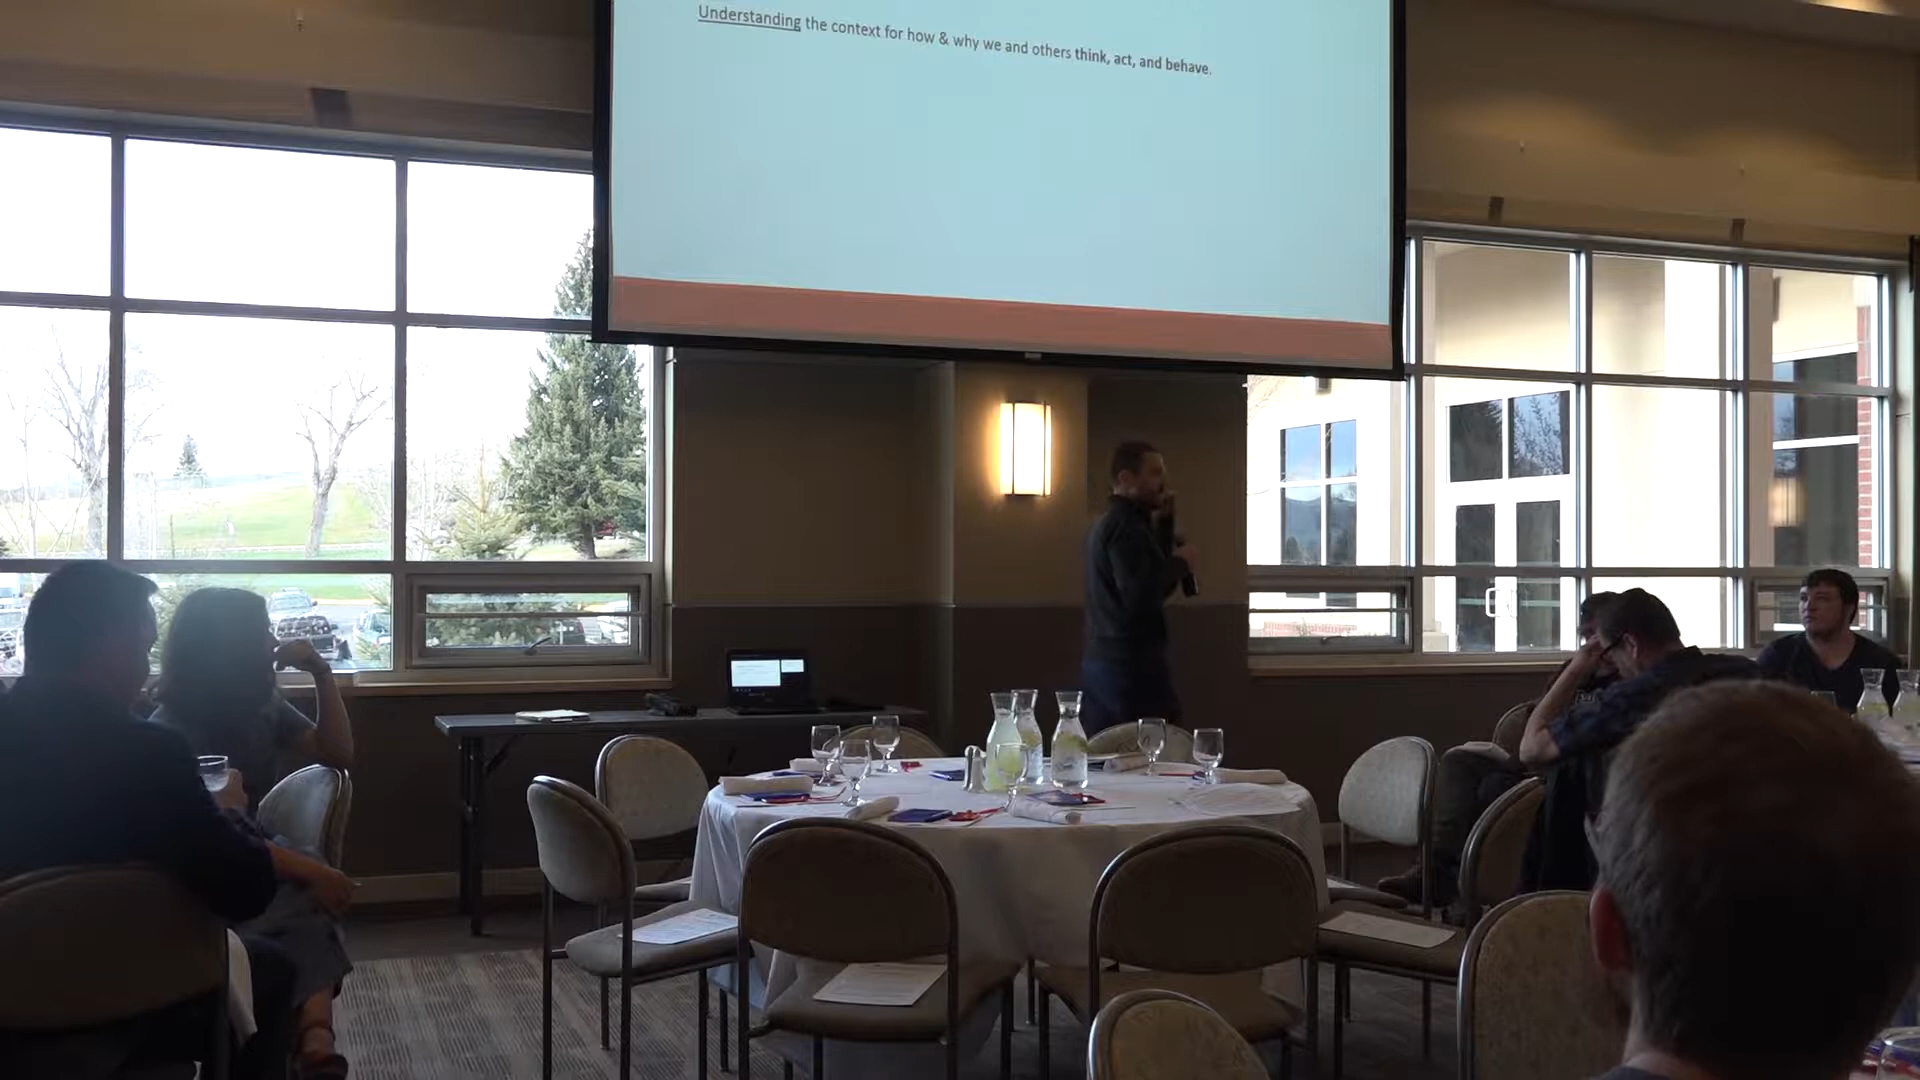 Understanding the context for how & why we and others think, act, and behave.